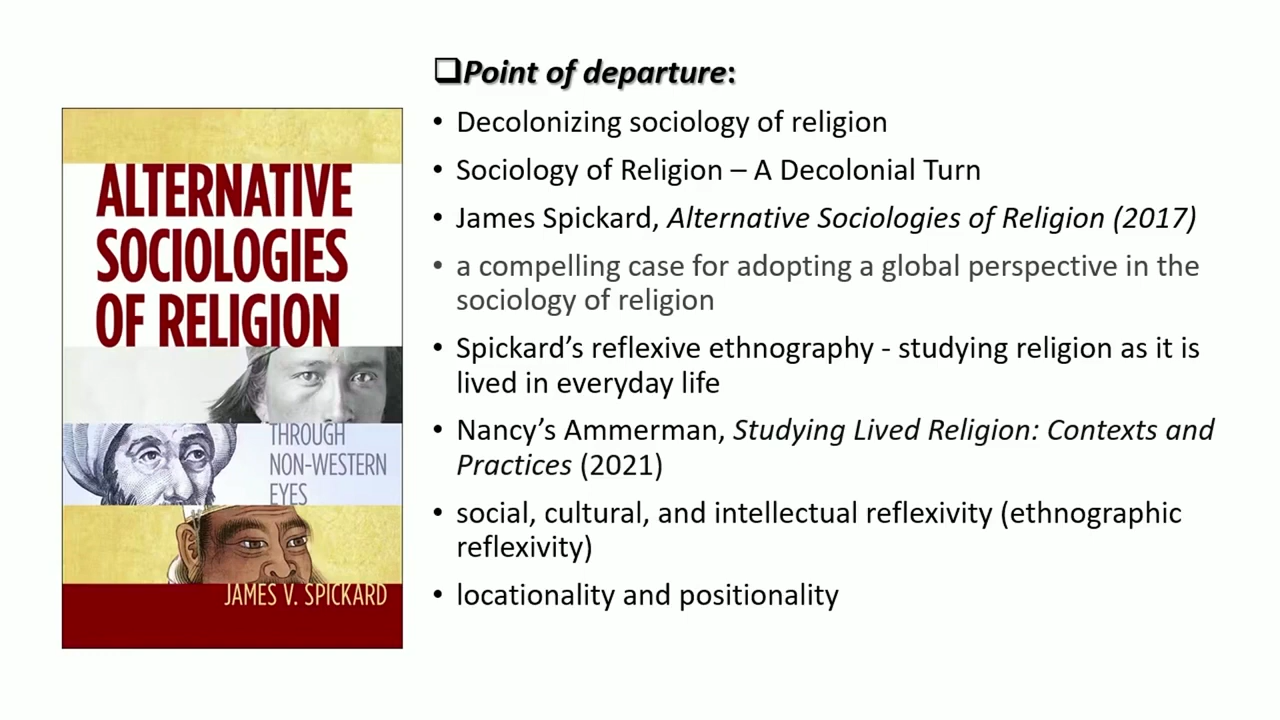 ALTERNATIVE
SOCIOLOGIES
OF RELIGION
THROUGH
NON-WESTERN
EYES
JAMES V. SPICKARD
❑Point of departure:
• Decolonizing sociology of religion
• Sociology of Religion – A Decolonial Turn
• James Spickard, Alternative Sociologies of Religion (2017)
• a compelling case for adopting a global perspective in the
sociology of religion
• Spickard’s reflexive ethnography - studying religion as it is
lived in everyday life
• Nancy’s Ammerman, Studying Lived Religion: Contexts and
Practices (2021)
• social, cultural, and intellectual reflexivity (ethnographic
reflexivity)
• locationality and positionality